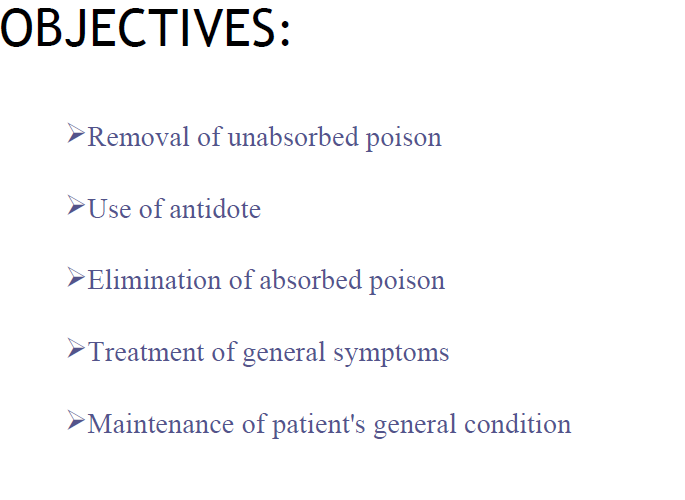 OBJECTIVES:
➢Removal of unabsorbed poison
➢Use of antidote
➢Elimination of absorbed poison
➢Treatment of general symptoms
➢Maintenance of patient's general condition